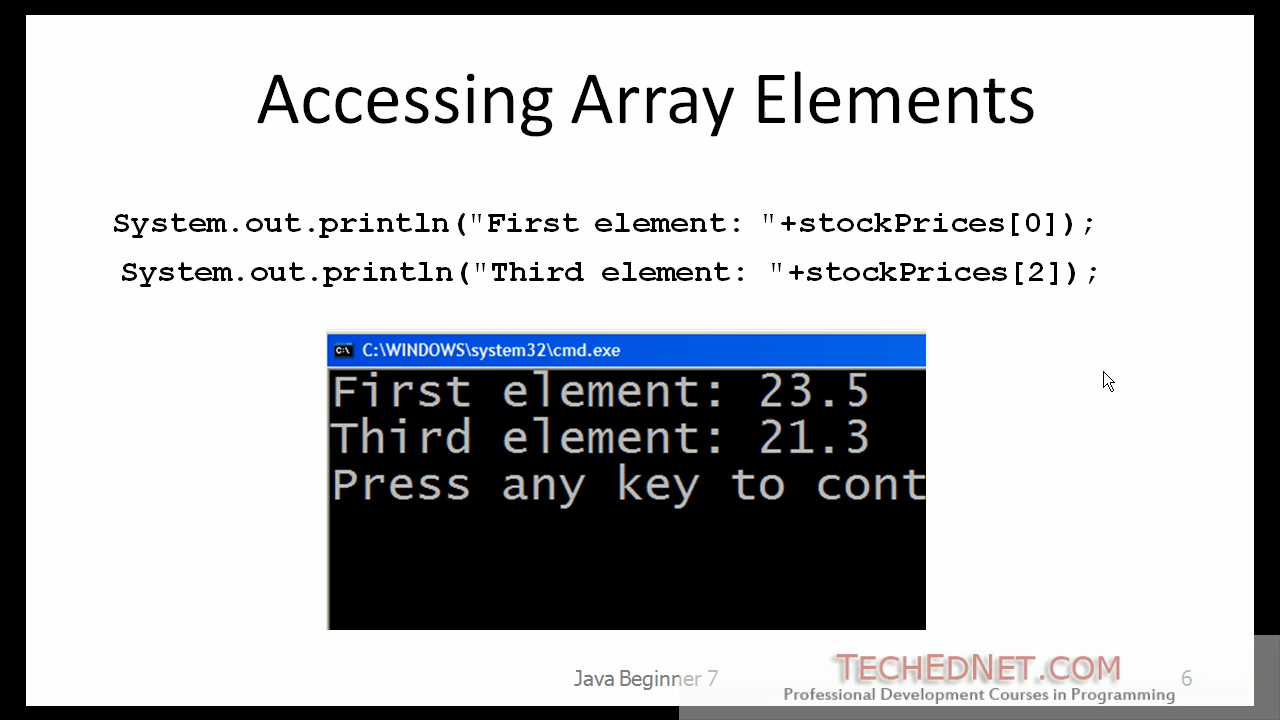 Accessing Array Elements
System.out.println("First element: "+stockPrices[0]);
System.out.println("Third element: "+stockPrices[2]);
C:\WINDOWS\system32\cmd.exe
First element: 23.5
Third element: 21.3
Press any key to cont
Java Beginner 7
TECHEDNET.COM
Professional Development Courses in Programming
6